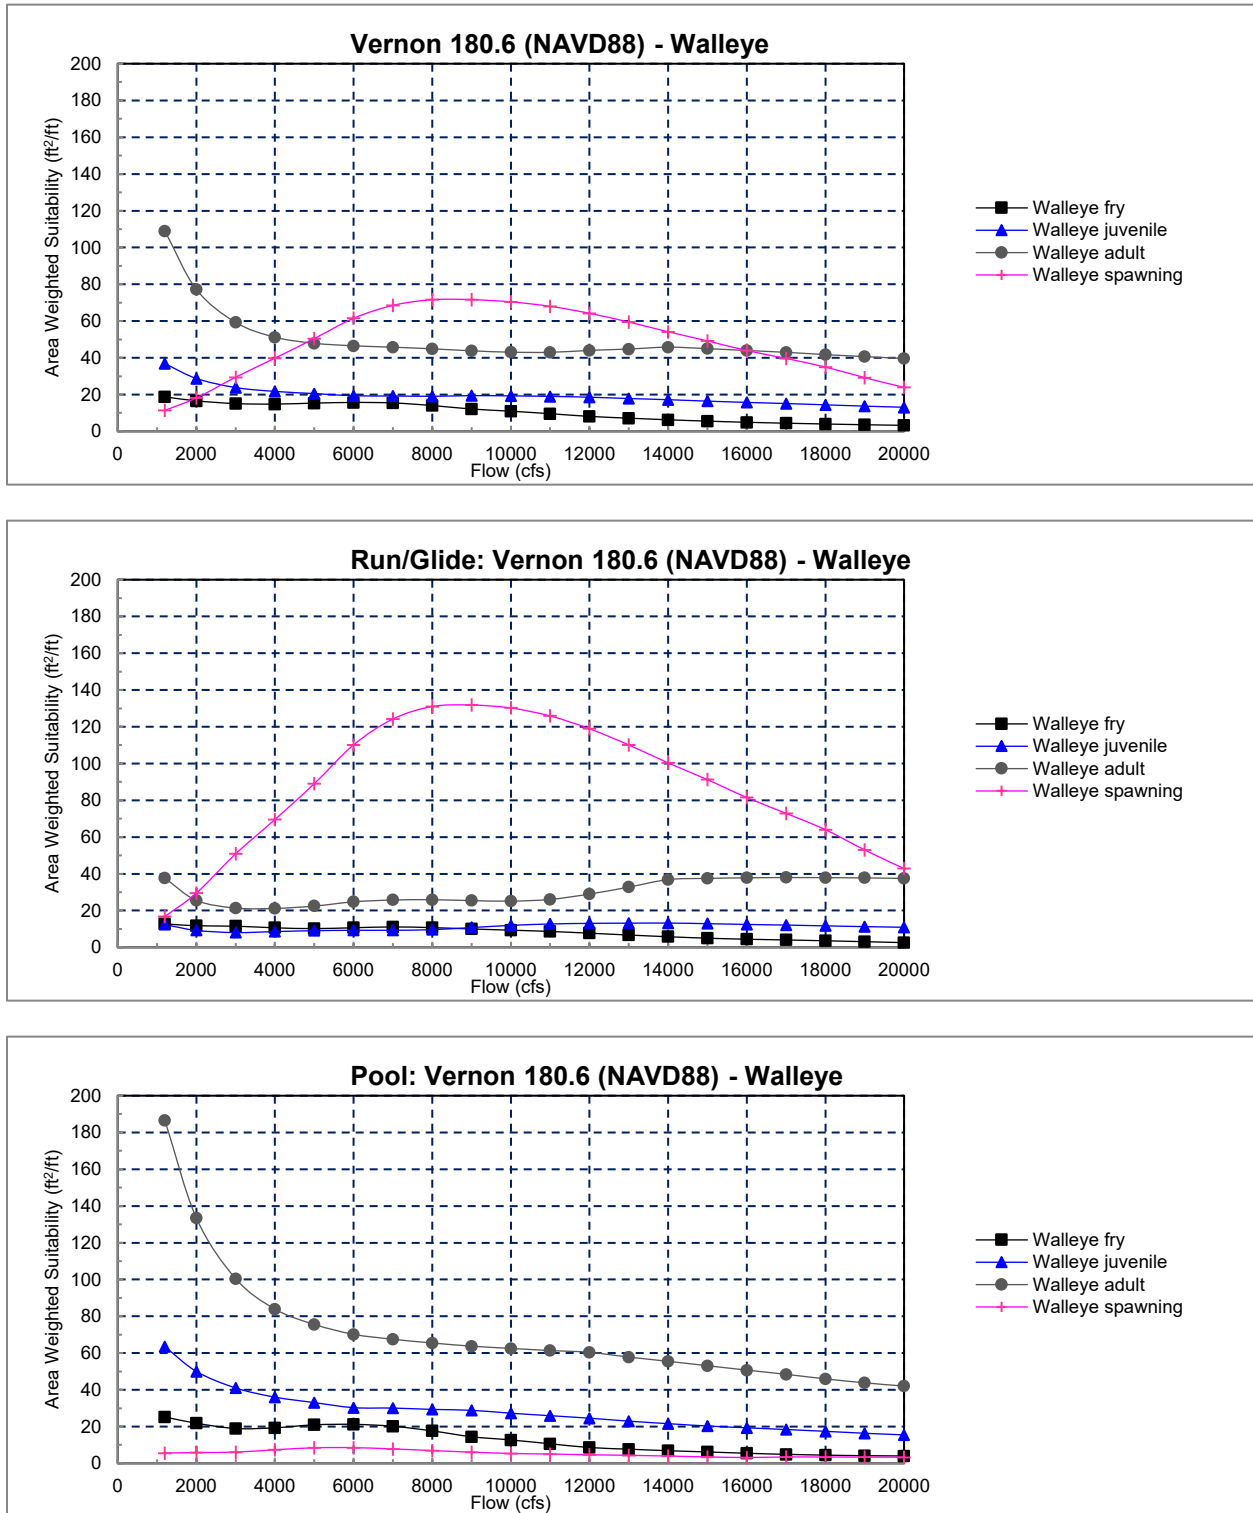 Vernon 180.6 (NAVD88) - Walleye
Area Weighted Suitability (ft²/ft)
200
180
160
140
120
100
80
60
40
20
0
0 2000 4000 6000 8000 10000 12000 14000 16000 18000 20000
Flow (cfs)
Walleye fry
Walleye juvenile
Walleye adult
Walleye spawning
Run/Glide: Vernon 180.6 (NAVD88) - Walleye
Area Weighted Suitability (ft²/ft)
200
180
160
140
120
100
80
60
40
20
0
0 2000 4000 6000 8000 10000 12000 14000 16000 18000 20000
Flow (cfs)
Walleye fry
Walleye juvenile
Walleye adult
Walleye spawning
Pool: Vernon 180.6 (NAVD88) - Walleye
Area Weighted Suitability (ft²/ft)
200
180
160
140
120
100
80
60
40
20
0
0 2000 4000 6000 8000 10000 12000 14000 16000 18000 20000
Flow (cfs)
Walleye fry
Walleye juvenile
Walleye adult
Walleye spawning